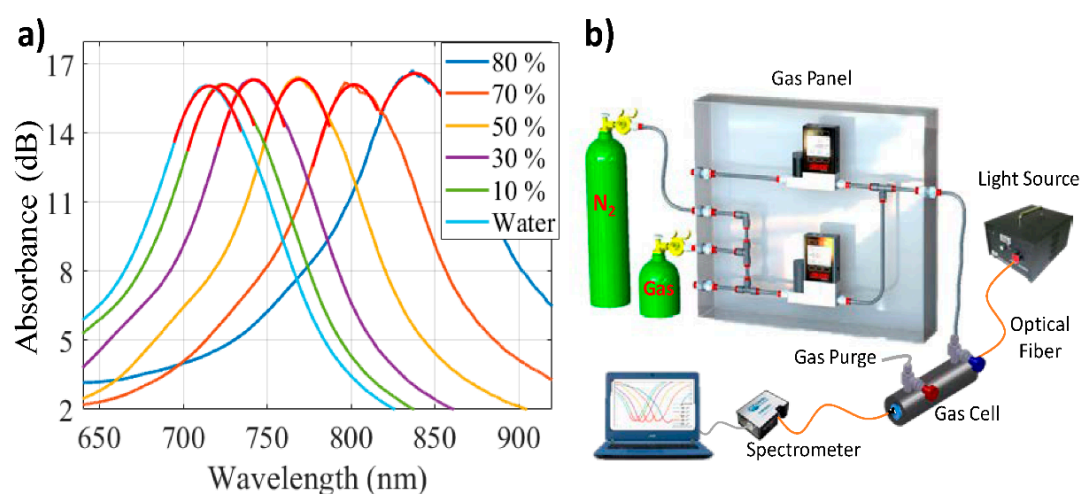 a)
17
14
11
8
5
2
Absorbance (dB)
650
700
750
800
850
900
Wavelength (nm)
80 %
70 %
50 %
30 %
10 %
Water
b)
Gas Panel
Light Source
N2
Gas
Optical
Fiber
Gas Purge
Gas Cell
Spectrometer